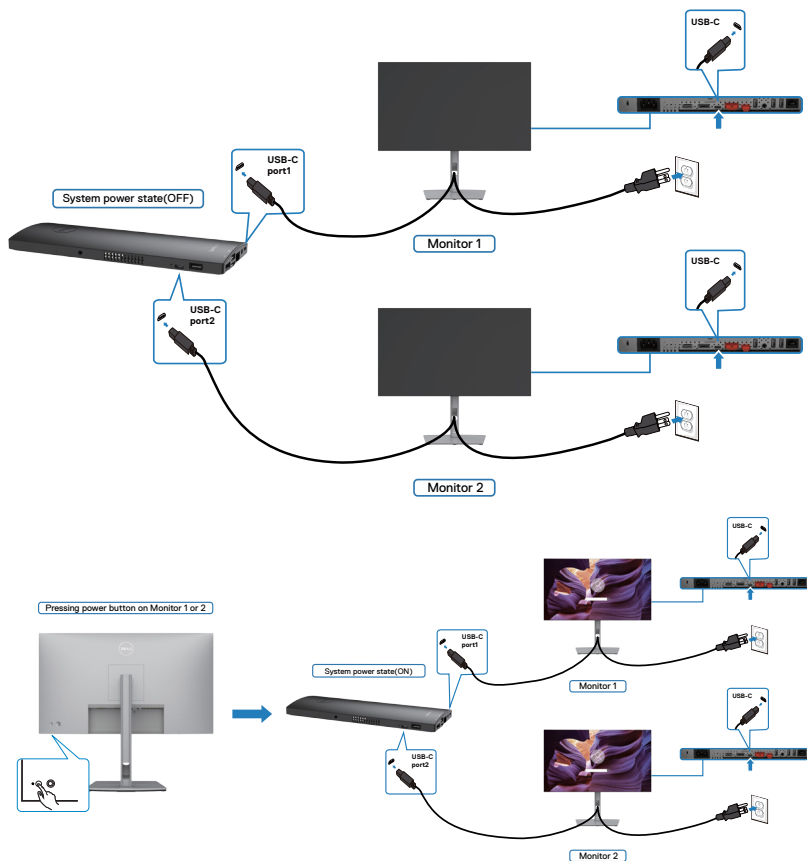 USB-C
USB-C
port1
System power state(OFF)
Monitor 1
USB-C
USB-C
port2
Monitor 2
USB-C
Pressing power button on Monitor 1 or 2
DELL
USB-C
port1
System power state(ON)
Monitor 1
USB-C
USB-C
port2
Monitor 2